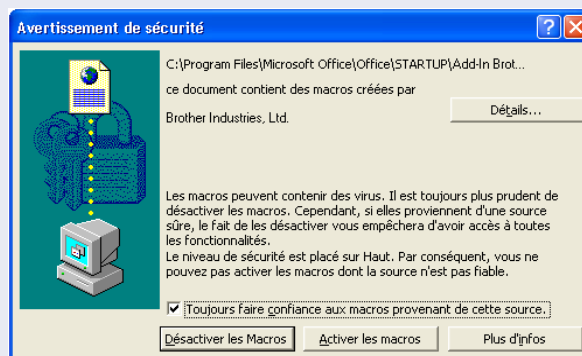 Avertissement de sécurité
C:\Program Files\Microsoft Office\Office\STARTUP\Add-In Brot...
ce document contient des macros créées par
Brother Industries, Ltd.
Détails...
Les macros peuvent contenir des virus. Il est toujours plus prudent de
désactiver les macros. Cependant, si elles proviennent d'une source
sûre, le fait de les désactiver vous empêchera d'avoir accès à toutes
les fonctionnalités.
Le niveau de sécurité est placé sur Haut. Par conséquent, vous ne
pouvez pas activer les macros dont la source n'est pas fiable.
Toujours faire confiance aux macros provenant de cette source.
Désactiver les Macros
Activer les macros
Plus d'infos